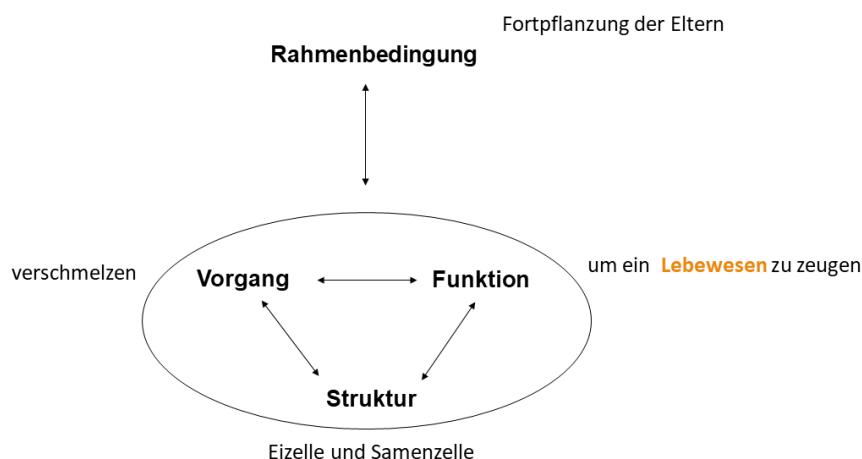 Fortpflanzung der Eltern
Rahmenbedingung
verschmelzen
Vorgang
Funktion
um ein Lebewesen zu zeugen
Struktur
Eizelle und Samenzelle